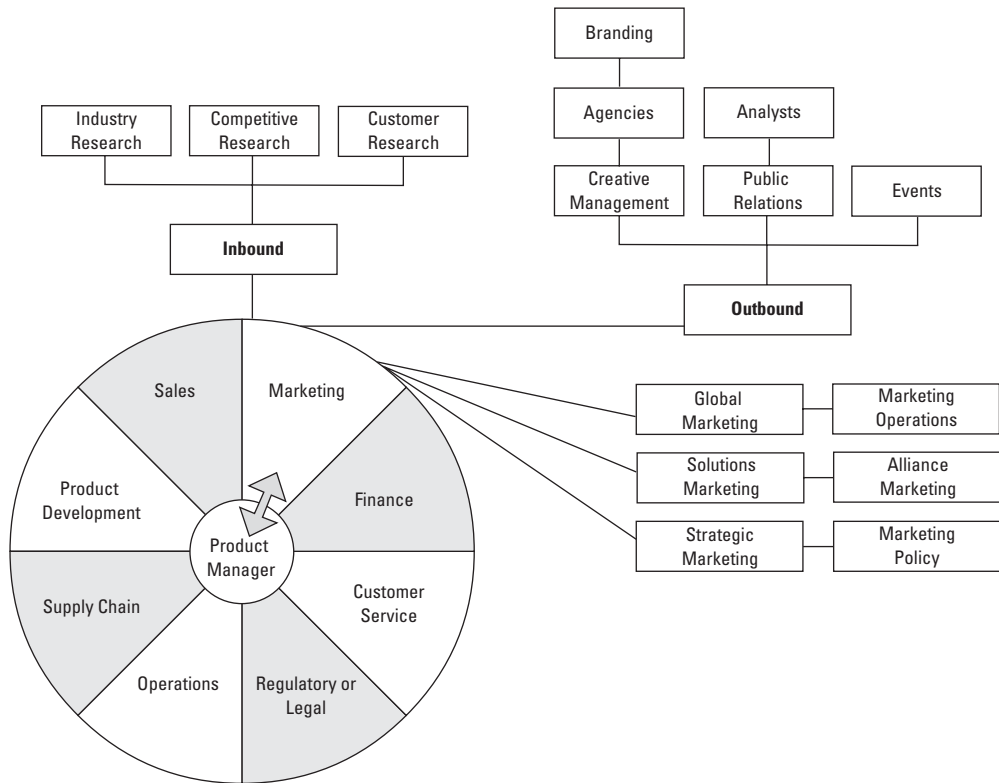 Branding
Industry
Research
Competitive
Research
Customer
Research
Agencies
Analysts
Creative
Management
Public
Relations
Events
Inbound
Outbound
Sales
Marketing
Global
Marketing
Marketing
Operations
Product
Development
Finance
Solutions
Marketing
Alliance
Marketing
Product
Manager
Strategic
Marketing
Marketing
Policy
Supply Chain
Customer
Service
Operations
Regulatory or
Legal